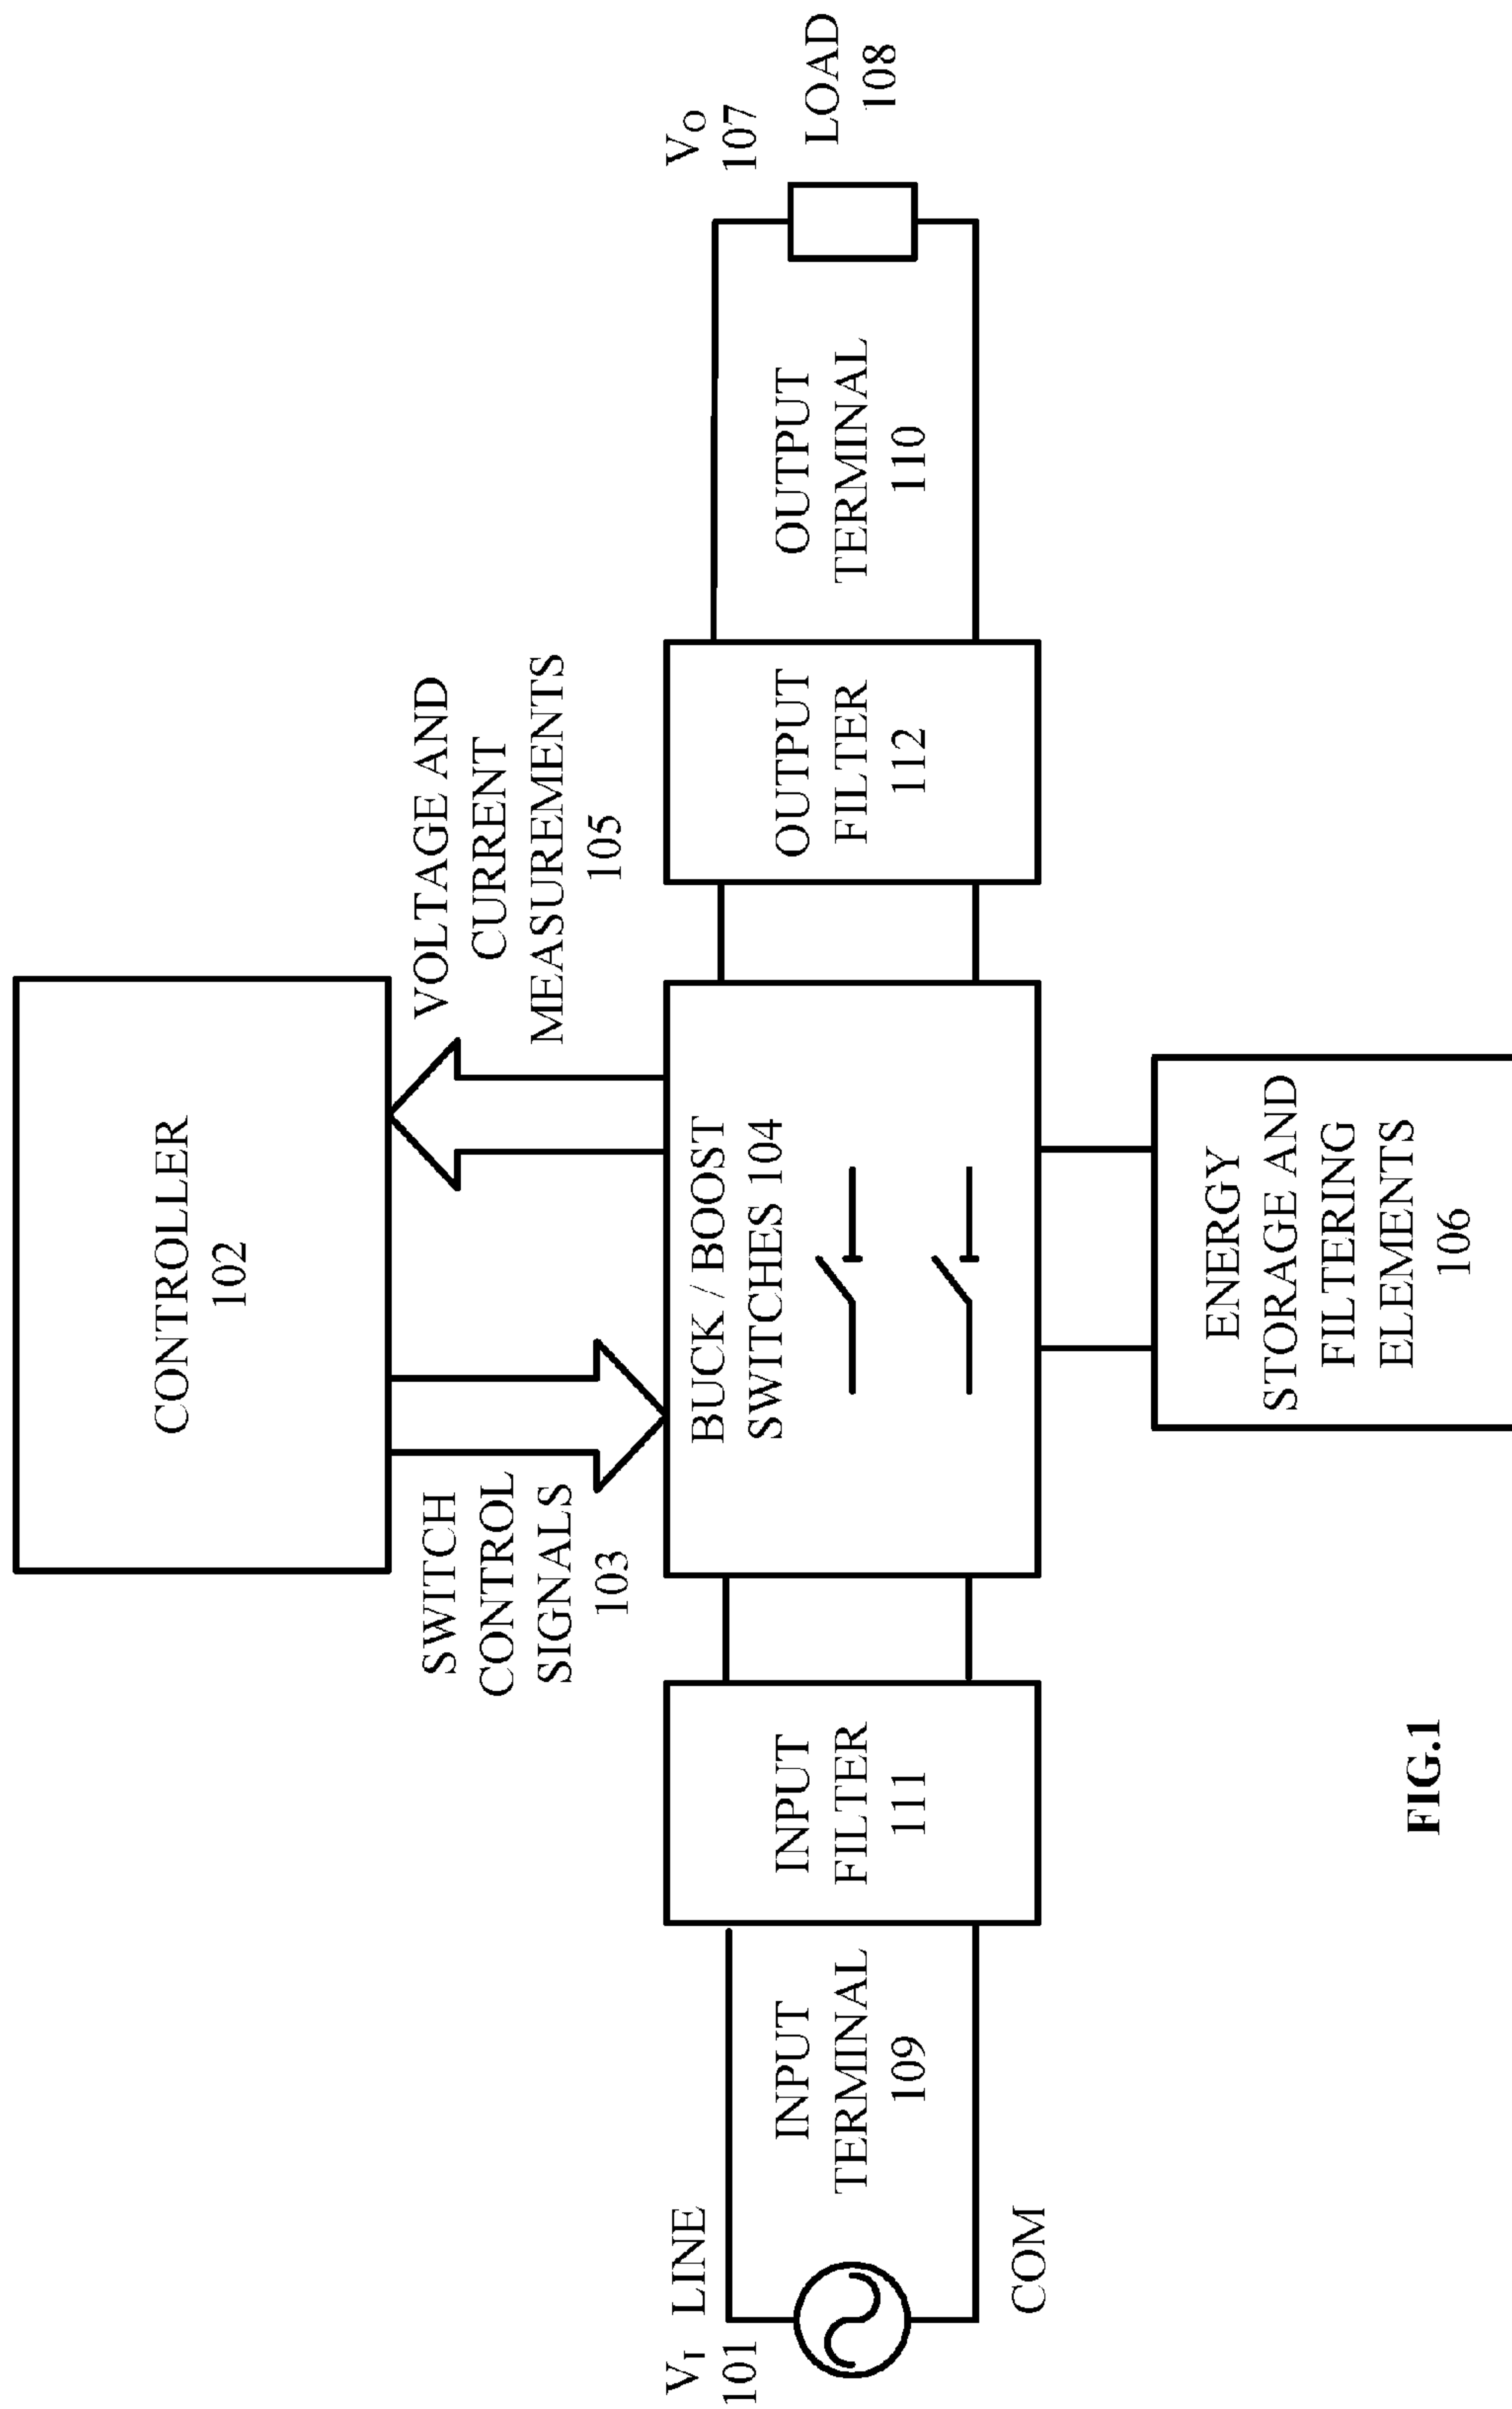 CONTROLLER
102
SWITCH
CONTROL
SIGNALS
103
VOLTAGE AND
CURRENT
MEASUREMENTS
105
V_I LINE
101
INPUT
TERMINAL
109
COM
INPUT
FILTER
111
BUCK / BOOST
SWITCHES 104
OUTPUT
FILTER
112
OUTPUT
TERMINAL
110
V_O
107
LOAD
108
ENERGY
STORAGE AND
FILTERING
ELEMENTS
106
FIG.1